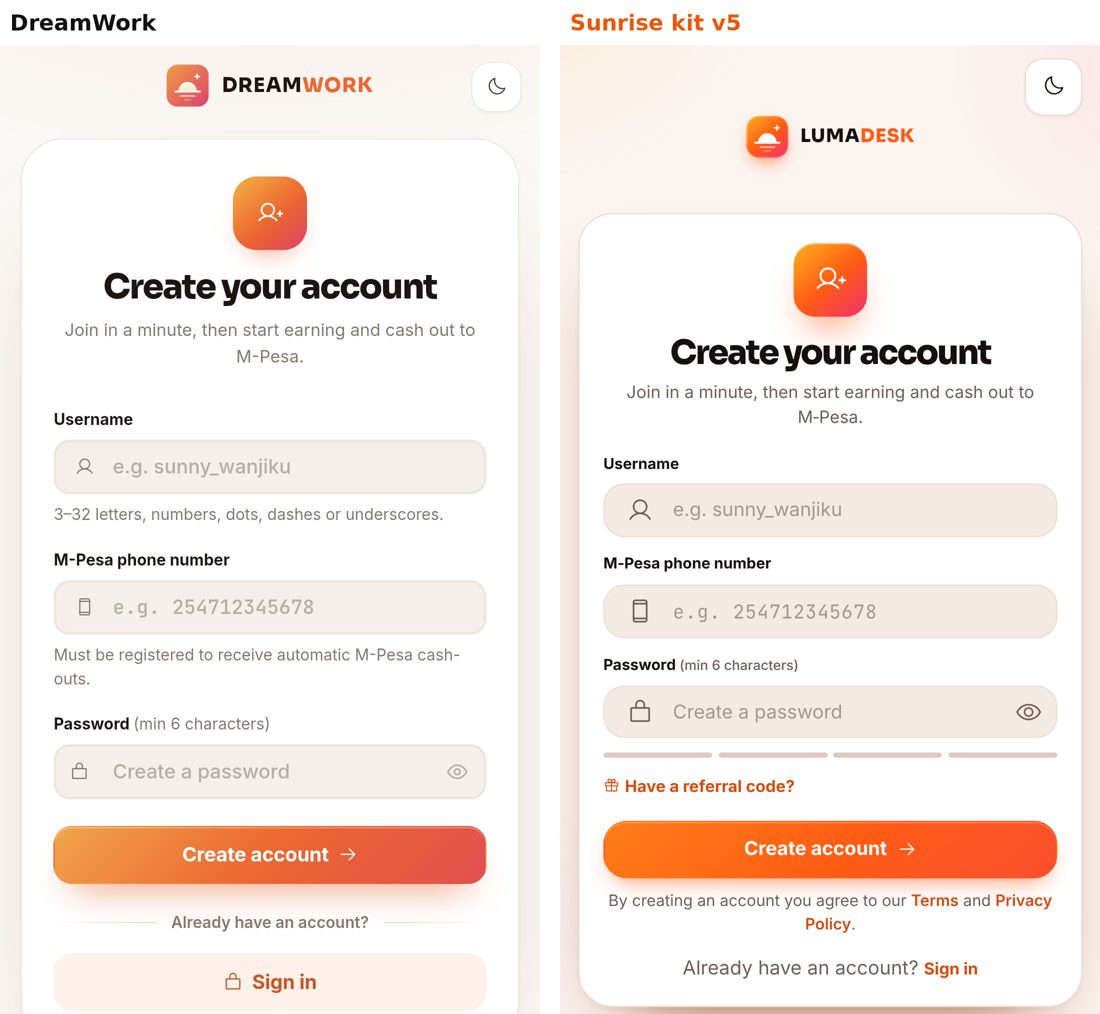 DreamWork
DREAMWORK
Create your account
Join in a minute, then start earning and cash out to
M-Pesa.
Username
e.g. sunny_wanjiku
3–32 letters, numbers, dots, dashes or underscores.
M-Pesa phone number
e.g. 254712345678
Must be registered to receive automatic M-Pesa cash-
outs.
Password (min 6 characters)
Create a password
Create account →
Already have an account?
Sign in
Sunrise kit v5
LUMADESK
Create your account
Join in a minute, then start earning and cash out to
M-Pesa.
Username
e.g. sunny_wanjiku
M-Pesa phone number
e.g. 254712345678
Password (min 6 characters)
Create a password
Have a referral code?
Create account →
By creating an account you agree to our Terms and Privacy
Policy.
Already have an account? Sign in